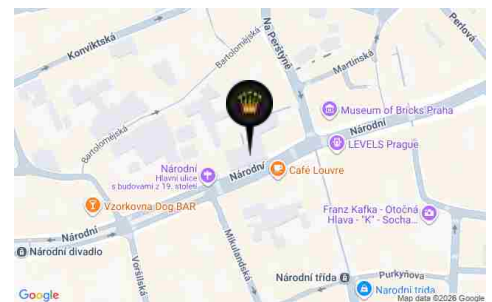 Konviktská
Bartolomějská
Na Perštýně
Perlová
Martinská
Museum of Bricks Praha
Národní
LEVELS Prague
Bartolomějská
Národní
Hlavní ulice
s budovami z 19. století
Národní
Café Louvre
Vzorkovna Dog BAR
Franz Kafka - Otočná
Hlava - "K" - Socha...
Národní
Mikulandská
Národní divadlo
Voršilská
Národní třída
Purkyňova
Národní třída
Google
Map data ©2026 Google